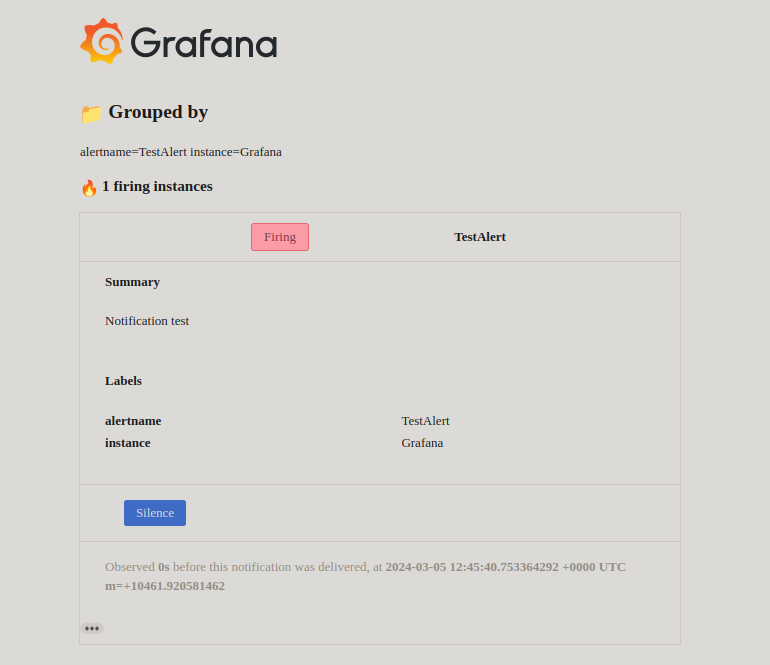 Grafana
Grouped by
alertname=TestAlert instance=Grafana
1 firing instances
Firing TestAlert
Summary
Notification test
Labels
alertname TestAlert
instance Grafana
Silence
Observed 0s before this notification was delivered, at 2024-03-05 12:45:40.753364292 +0000 UTC
m=+10461.920581462